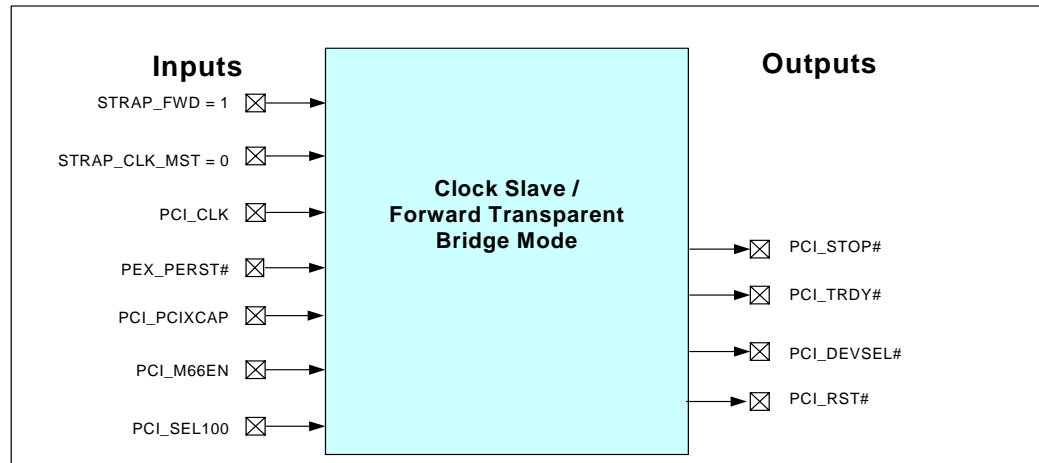 Inputs
STRAP_FWD = 1
STRAP_CLK_MST = 0
PCI_CLK
PEX_PERST#
PCI_PCIXCAP
PCI_M66EN
PCI_SEL100
Clock Slave /
Forward Transparent
Bridge Mode
Outputs
PCI_STOP#
PCI_TRDY#
PCI_DEVSEL#
PCI_RST#